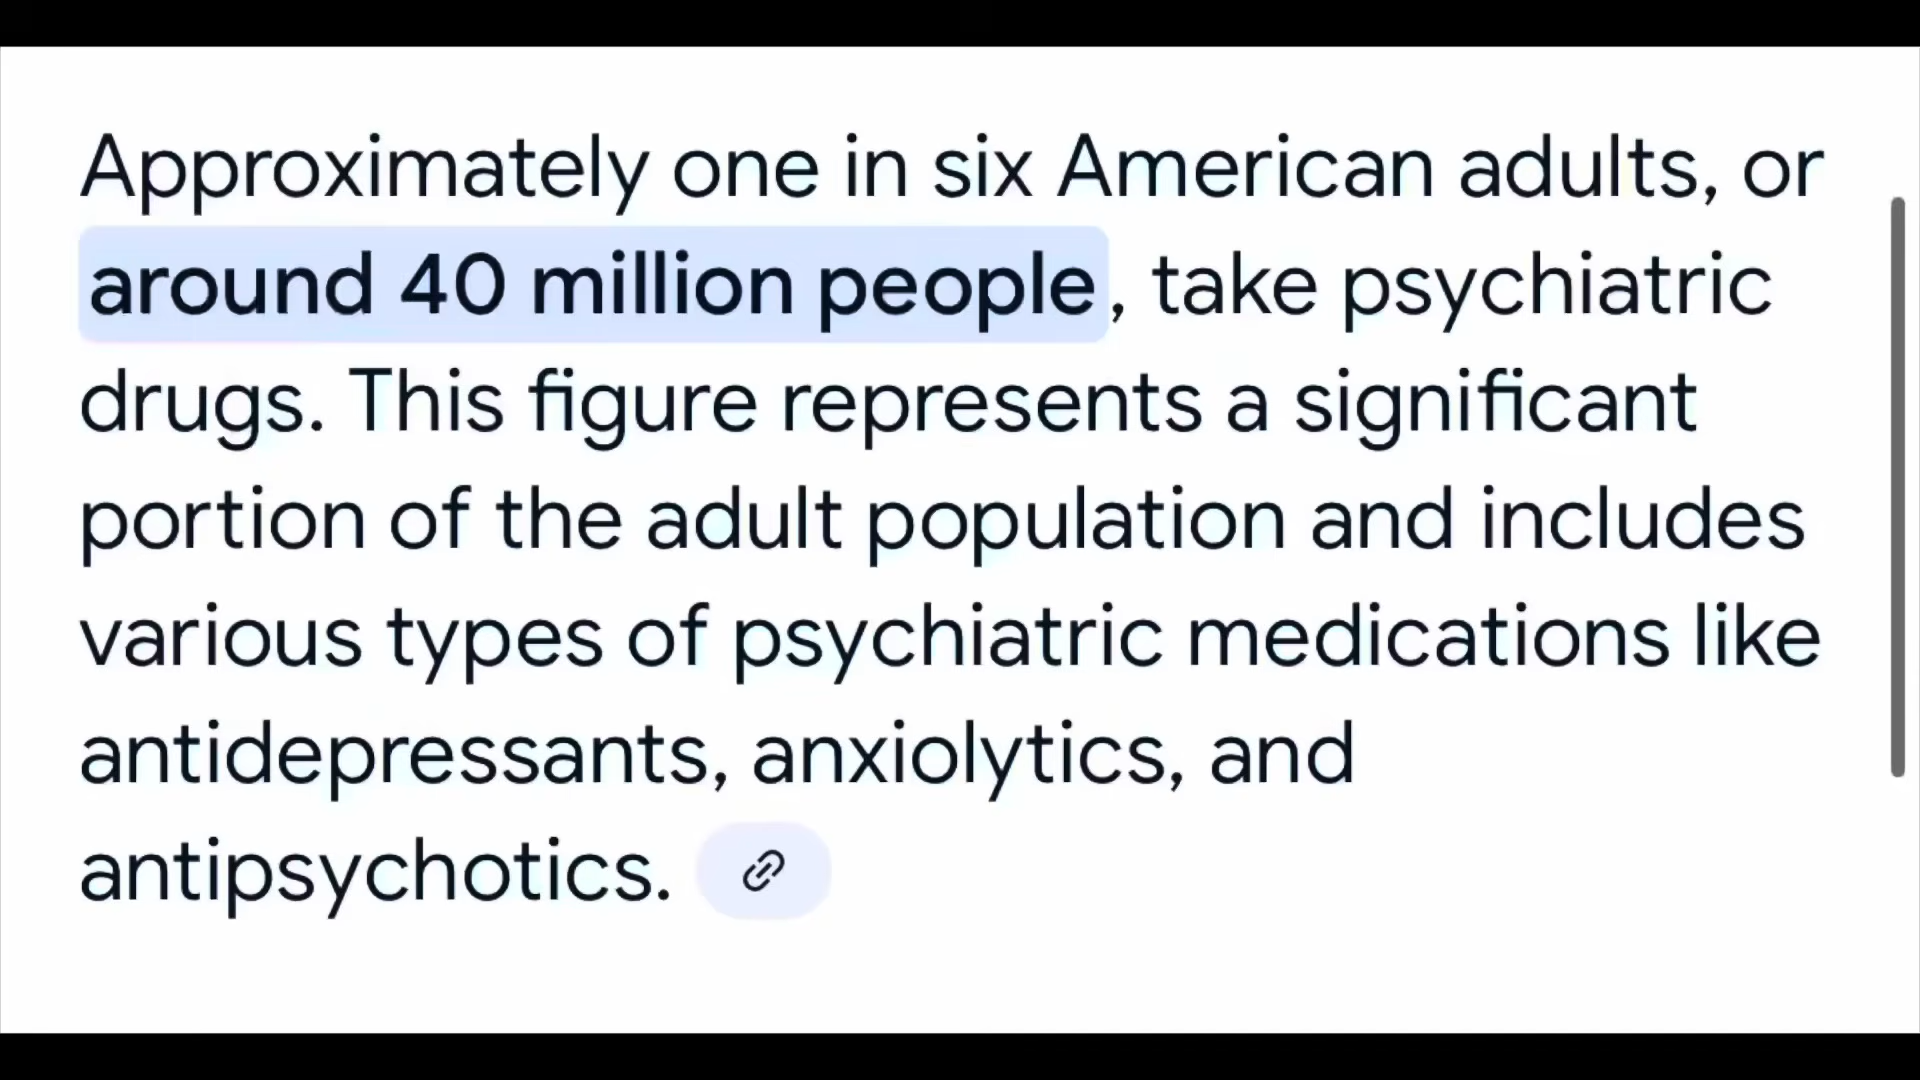 Approximately one in six American adults, or
around 40 million people, take psychiatric
drugs. This figure represents a significant
portion of the adult population and includes
various types of psychiatric medications like
antidepressants, anxiolytics, and
antipsychotics.